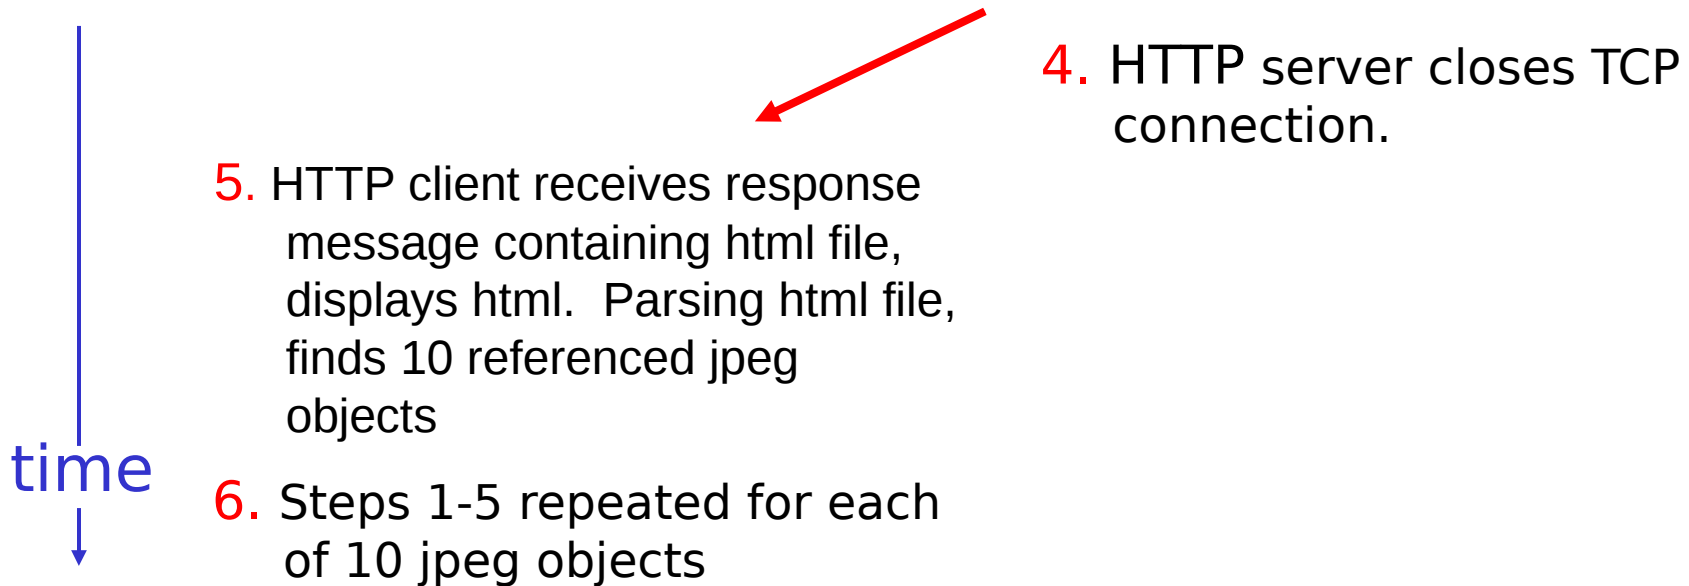 4. HTTP server closes TCP
connection.
5. HTTP client receives response
message containing html file,
displays html.  Parsing html file,
finds 10 referenced jpeg
objects
time
6. Steps 1-5 repeated for each
of 10 jpeg objects